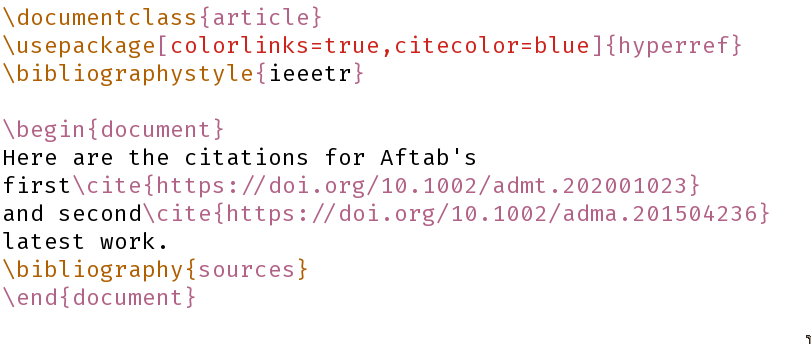 \documentclass{article}
\usepackage[colorlinks=true,citecolor=blue]{hyperref}
\bibliographystyle{ieeetr}
\begin{document}
Here are the citations for Aftab's
first\cite{https://doi.org/10.1002/admt.202001023}
and second\cite{https://doi.org/10.1002/adma.201504236}
latest work.
\bibliography{sources}
\end{document}